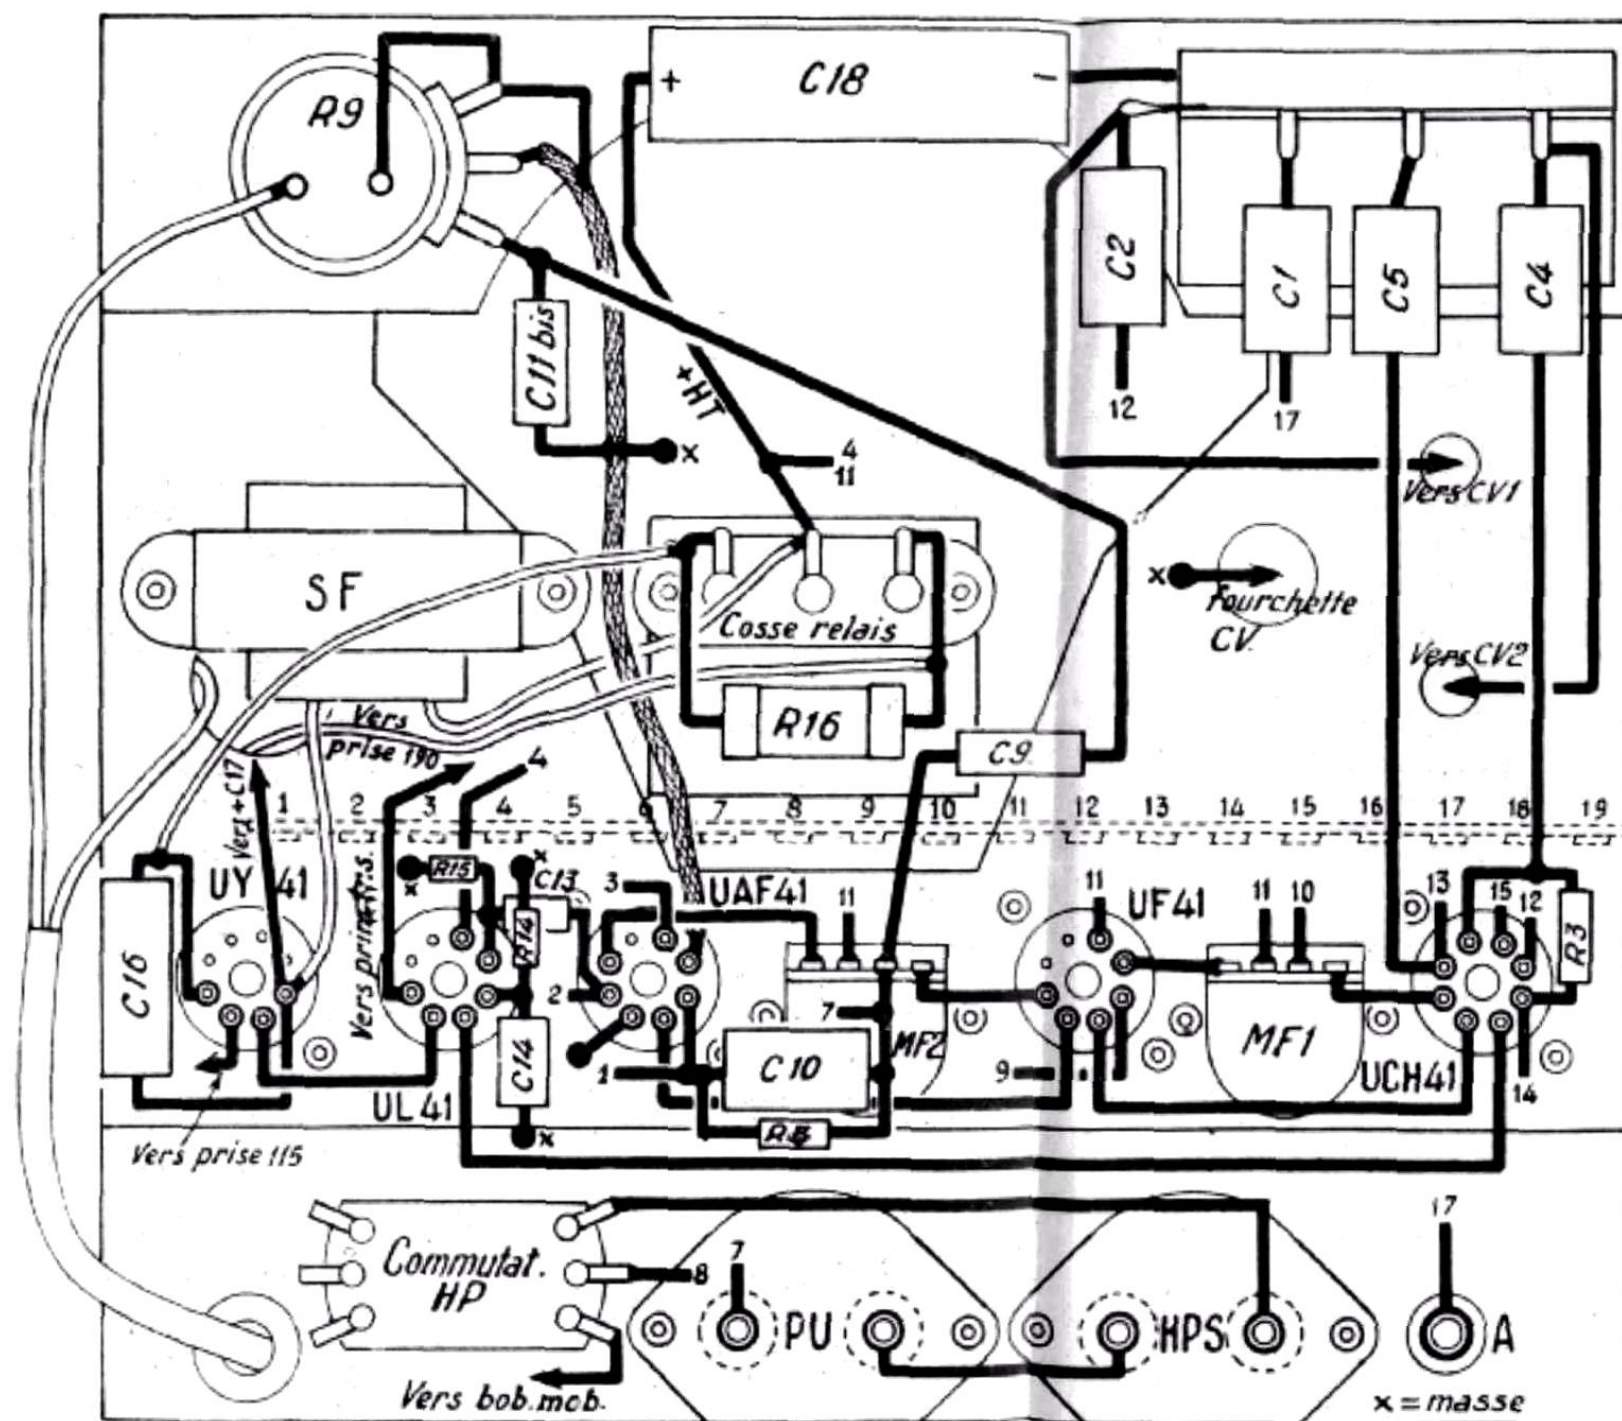 R9
+ C18 −
C2
C1
C5
C4
C11 bis
x
+HT
4
11
12
17
Vers CV1
x
Fourchette
CV.
Vers CV2
SF
Cosse relais
R16
C9
Vers
prise 190
Vers + C17
4
1 2 3 4 5 6 7 8 9 10 11 12 13 14 15 16 17 18 19
UY 41
x
R15
x
C13
3
UAF41
11
11
UF41
11
10
13
15
12
R3
C16
R14
2
7
MF2
MF1
UCH41
C14
1
C10
9
14
UL 41
x
Vers prise 115
Commutat.
HP
8
7
PU
HPS
17
A
Vers bob. mob.
x = masse